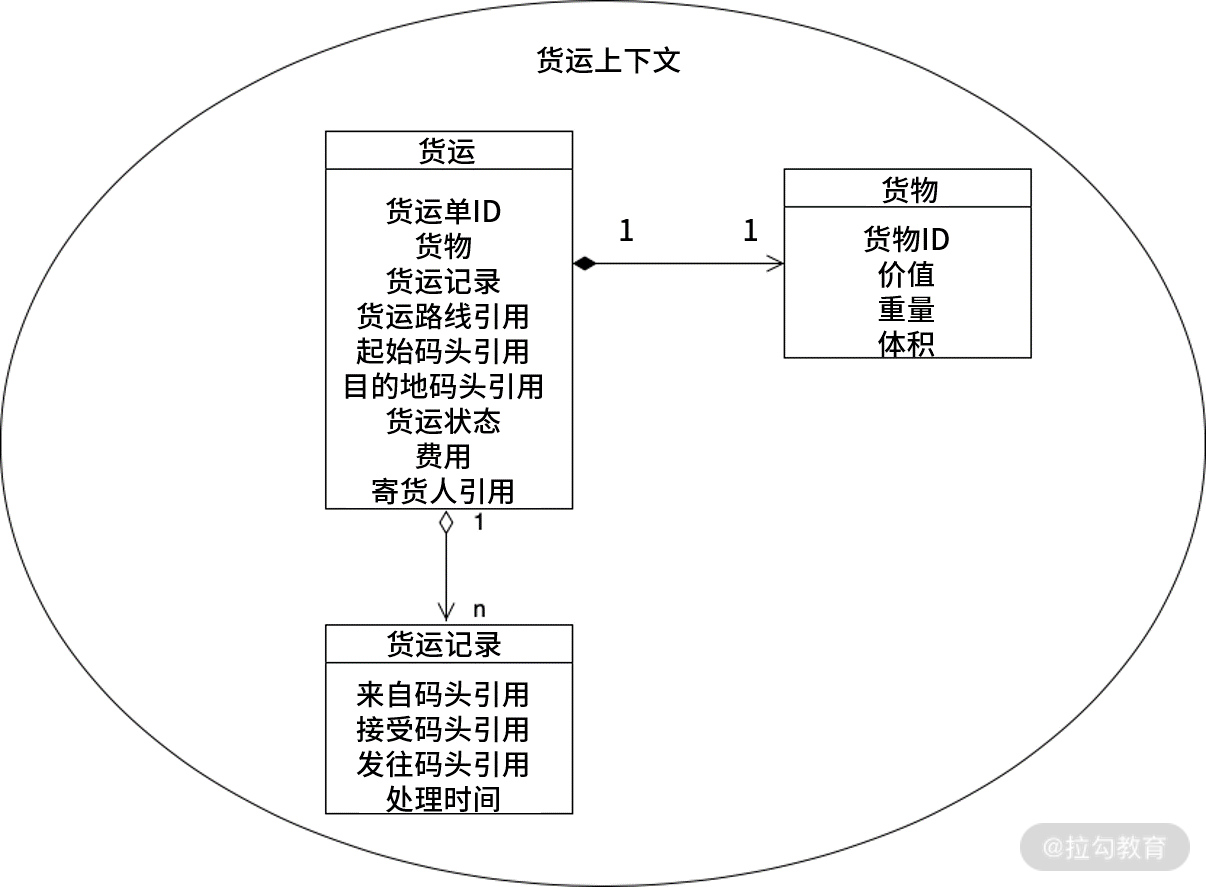 货运上下文
货运
货运单ID
货物
货运记录
货运路线引用
起始码头引用
目的地码头引用
货运状态
费用
寄货人引用
1
1
货物
货物ID
价值
重量
体积
1
n
货运记录
来自码头引用
接受码头引用
发往码头引用
处理时间
@拉勾教育